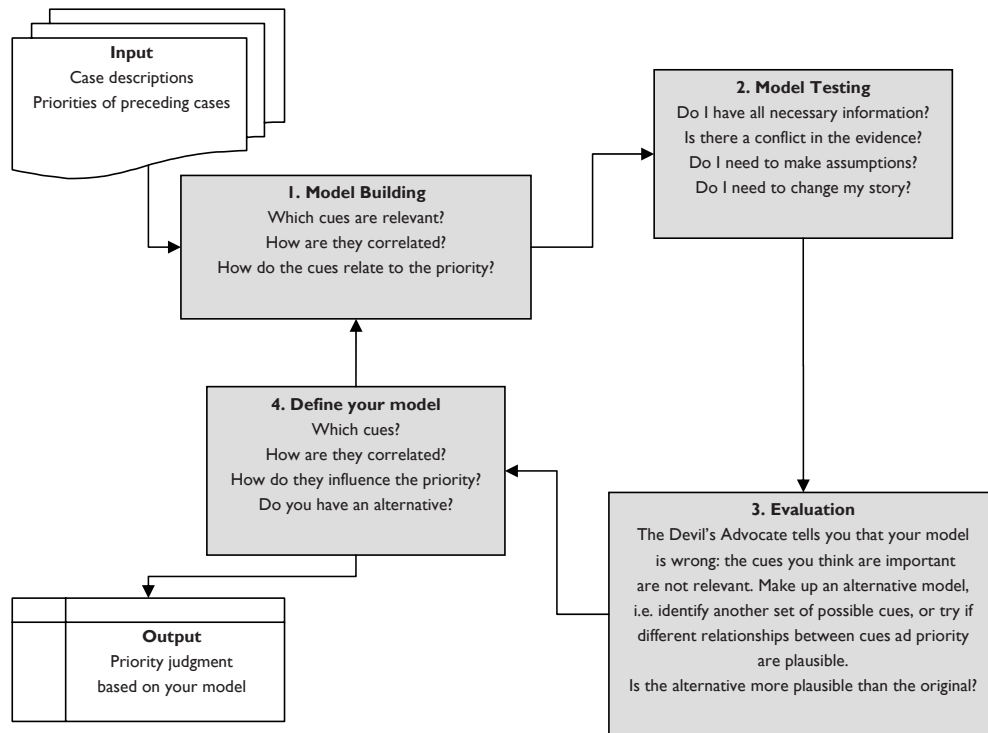 Input
Case descriptions
Priorities of preceding cases
1. Model Building
Which cues are relevant?
How are they correlated?
How do the cues relate to the priority?
2. Model Testing
Do I have all necessary information?
Is there a conflict in the evidence?
Do I need to make assumptions?
Do I need to change my story?
3. Evaluation
The Devil’s Advocate tells you that your model
is wrong: the cues you think are important
are not relevant. Make up an alternative model,
i.e. identify another set of possible cues, or try if
different relationships between cues ad priority
are plausible.
Is the alternative more plausible than the original?
4. Define your model
Which cues?
How are they correlated?
How do they influence the priority?
Do you have an alternative?
Output
Priority judgment
based on your model